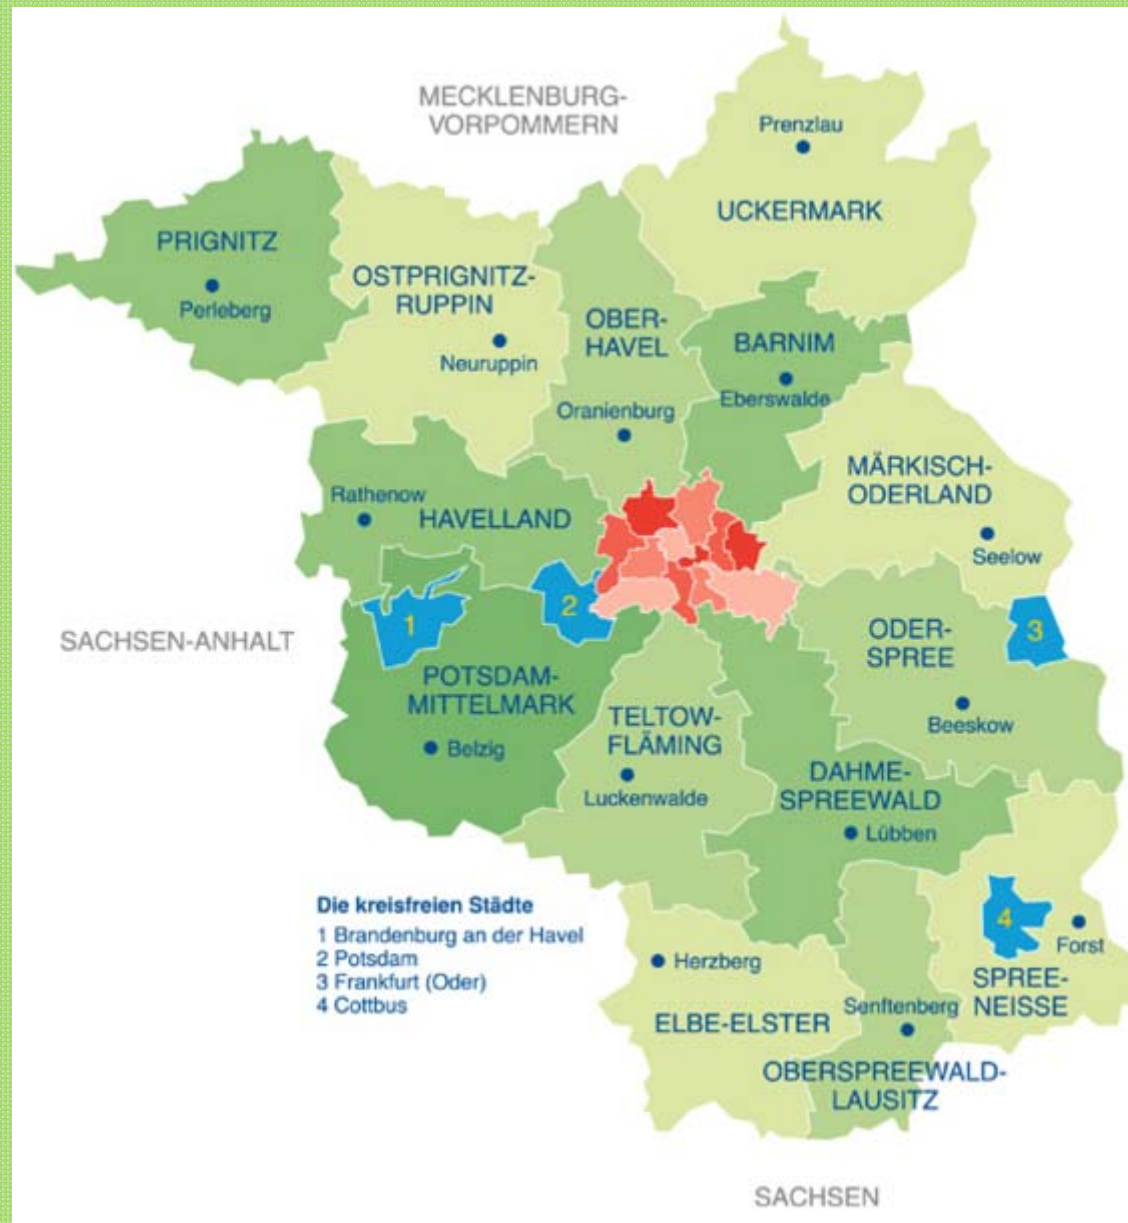 MECKLENBURG-
VORPOMMERN
Prenzlau
UCKERMARK
PRIGNITZ
Perleberg
OSTPRIGNITZ-
RUPPIN
Neuruppin
OBER-
HAVEL
Oranienburg
BARNIM
Eberswalde
MÄRKISCH-
ODERLAND
Seelow
Rathenow
HAVELLAND
SACHSEN-ANHALT
1
2
3
ODER-
SPREE
Beeskow
POTSDAM-
MITTELMARK
Belzig
TELTOW-
FLÄMING
Luckenwalde
DAHME-
SPREEWALD
Lübben
Die kreisfreien Städte
1 Brandenburg an der Havel
2 Potsdam
3 Frankfurt (Oder)
4 Cottbus
4
Forst
SPREE-
NEISSE
Herzberg
ELBE-ELSTER
Senftenberg
OBERSPREEWALD-
LAUSITZ
SACHSEN